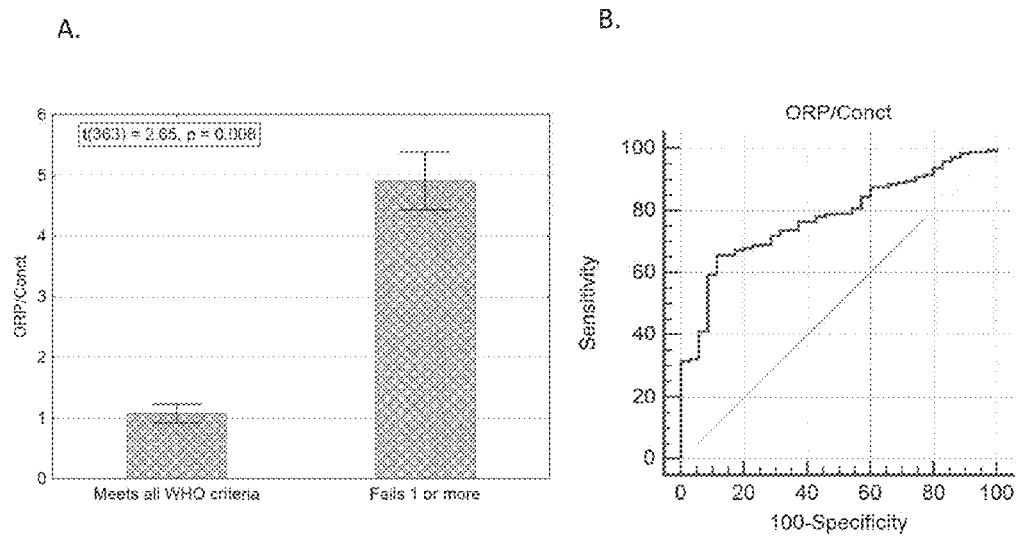 A.
t(363) = 2.65, p = 0.008
6
5
4
3
2
1
0
ORP/Conct
Meets all WHO criteria
Fails 1 or more
B.
ORP/Conct
100
80
60
40
20
0
Sensitivity
0 20 40 60 80 100
100-Specificity